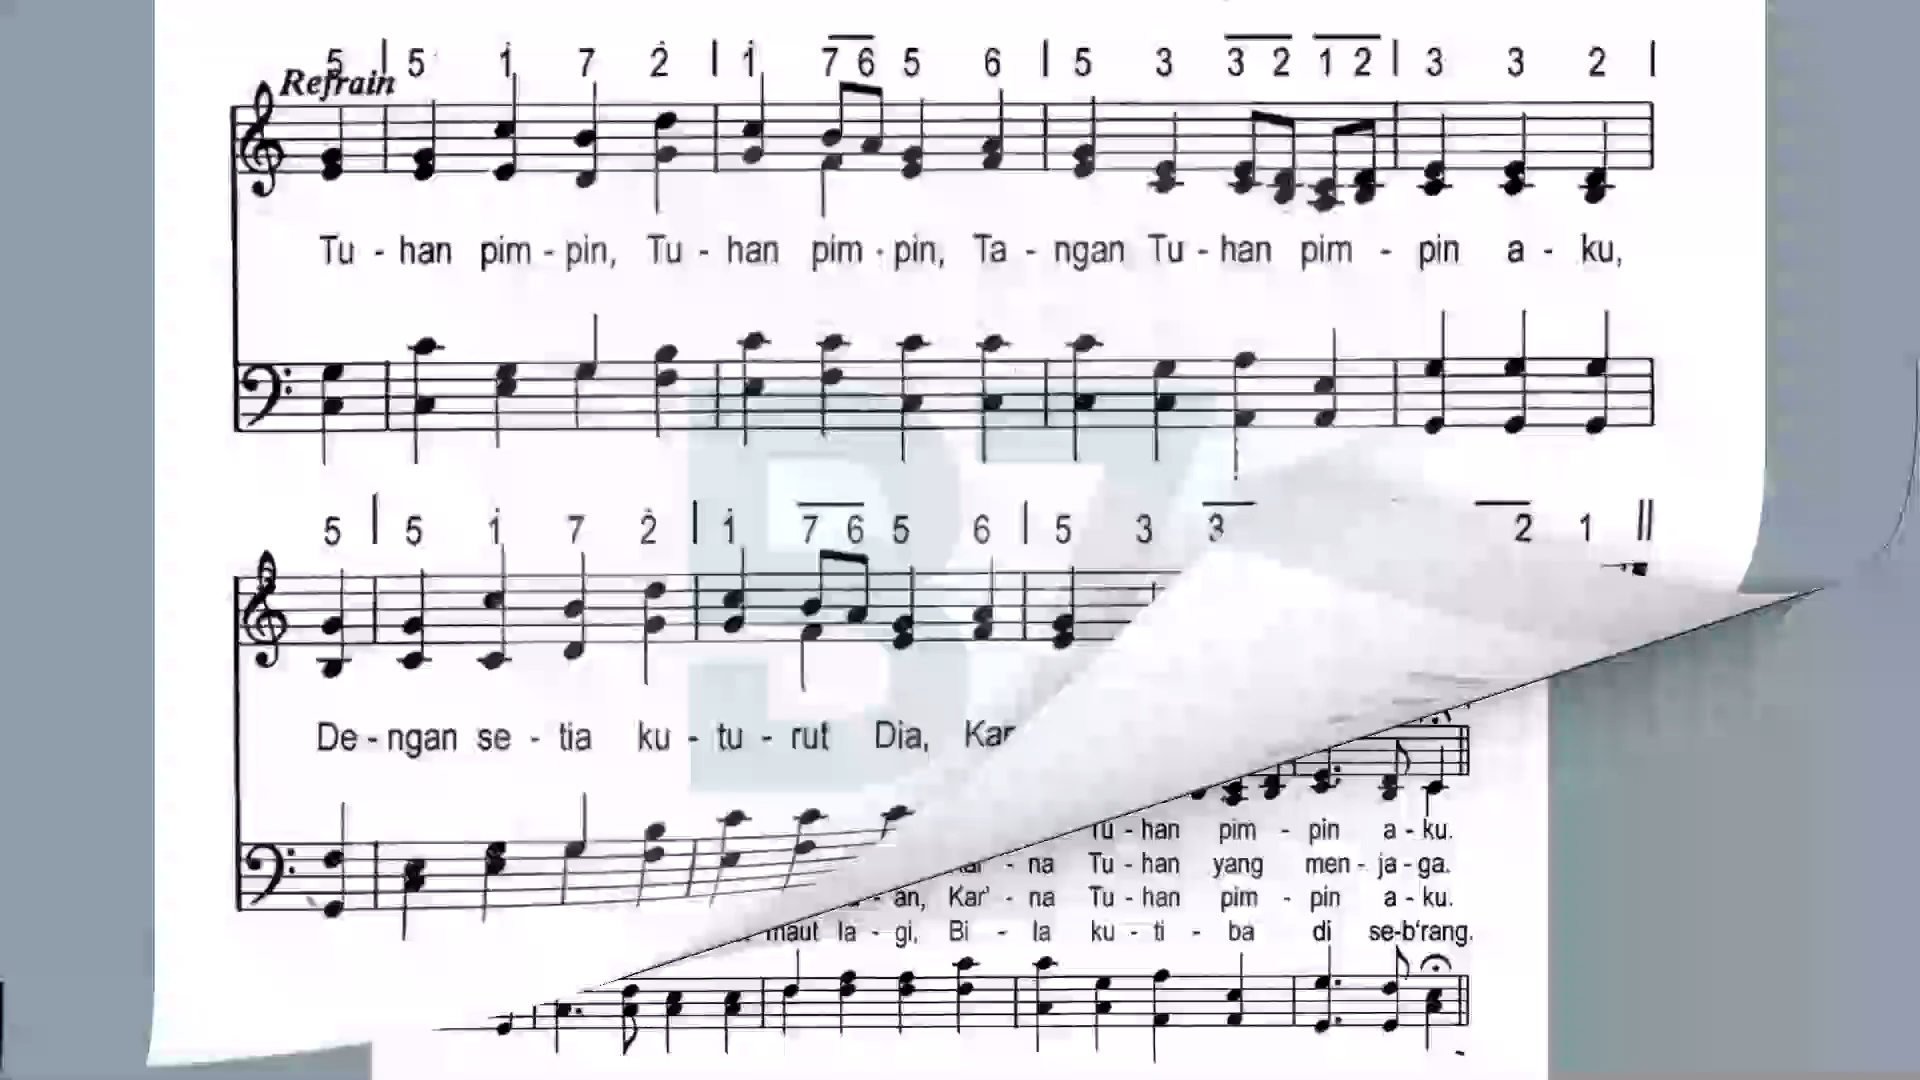 5 | 5 1̇ 7 2̇ | 1̇ 7 6 5 6 | 5 3 3 2 1 2 | 3 3 2 |
Refrain
Tu - han pim - pin, Tu - han pim - pin, Ta - ngan Tu - han pim - pin a - ku,
5 | 5 1̇ 7 2̇ | 1̇ 7 6 5 6 | 5 3 3 2 1 ||
De - ngan se - tia ku - tu - rut Dia,
Tu - han pim - pin a - ku.
- na Tu - han yang men - ja - ga.
an, Kar' - na Tu - han pim - pin a - ku.
maut la - gi, Bi - la ku - ti - ba di se-b'rang.